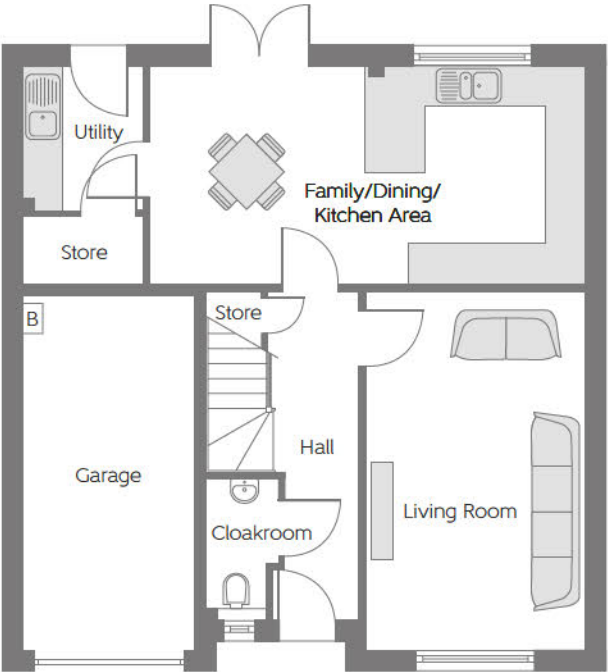 Utility
Family/Dining/
Kitchen Area
Store
B
Store
Hall
Garage
Living Room
Cloakroom